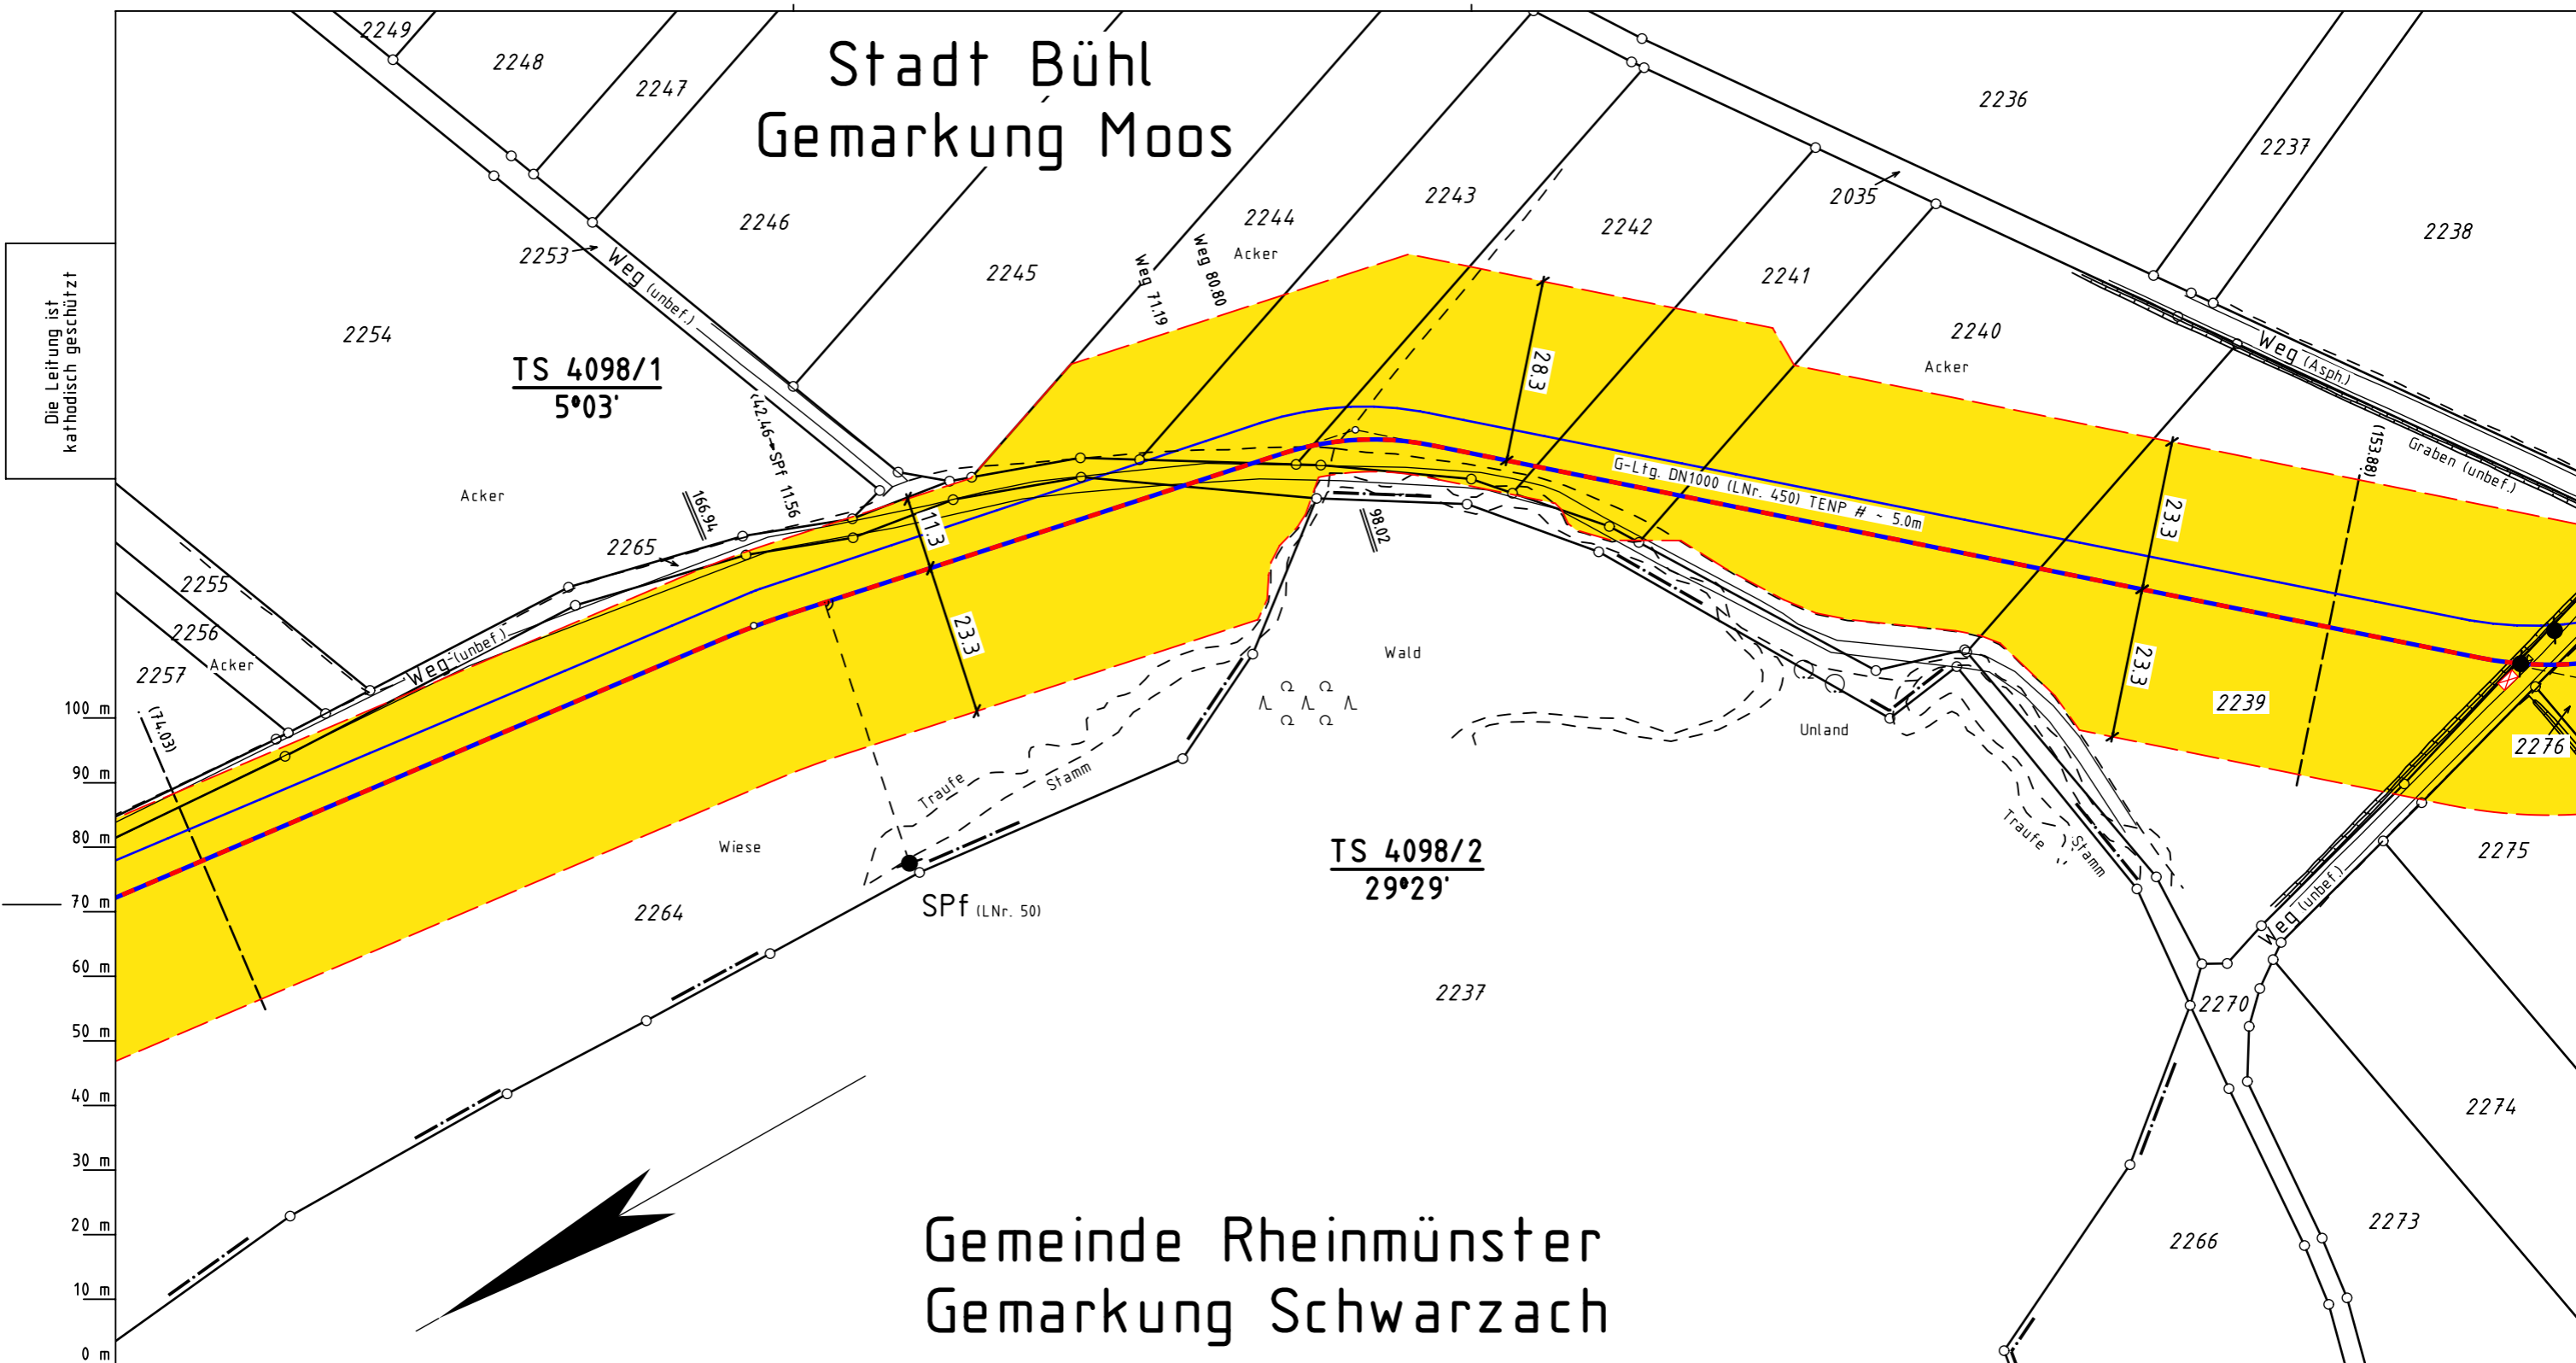 Stadt Bühl
Gemarkung Moos
2249
2248
2247
2246
2253
Weg (unbef.)
2245
2244
Acker
Weg 71.19
Weg 80.80
2243
2242
2241
2035
2236
2237
2238
2240
Acker
Weg (Asph.)
Graben (unbef.)
Die Leitung ist
kathodisch geschützt
2254
TS 4098/1
5°03'
(42.46→SPf 11.56
166.94
Acker
2265
2255
2256
Acker
2257
Weg (unbef.)
(74.03)
11.3
23.3
28.3
G-Ltg. DN1000 (LNr. 450) TENP # - 5.0m
98.02
23.3
23.3
(153.88)
2239
2276
Wald
Unland
Traufe
Stamm
Wiese
2264
SPf (LNr. 50)
TS 4098/2
29°29'
2237
Traufe
Stamm
Weg (unbef.)
2275
2270
2274
2273
2266
100 m
90 m
80 m
70 m
60 m
50 m
40 m
30 m
20 m
10 m
0 m
Gemeinde Rheinmünster
Gemarkung Schwarzach